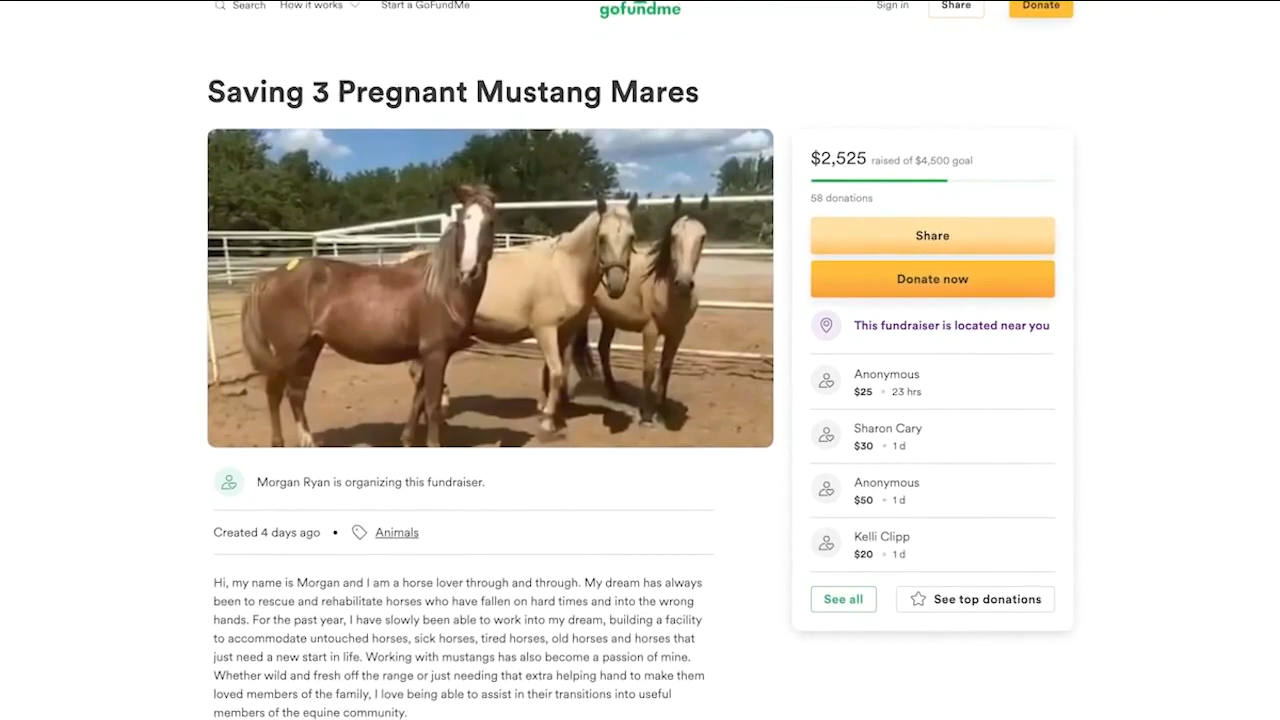 Search How it works Start a GoFundMe gofundme Sign in Share Donate
Saving 3 Pregnant Mustang Mares
$2,525 raised of $4,500 goal
58 donations
Share
Donate now
This fundraiser is located near you
Anonymous
$25 • 23 hrs
Sharon Cary
$30 • 1 d
Anonymous
$50 • 1 d
Kelli Clipp
$20 • 1 d
See all See top donations
Morgan Ryan is organizing this fundraiser.
Created 4 days ago • Animals
Hi, my name is Morgan and I am a horse lover through and through. My dream has always
been to rescue and rehabilitate horses who have fallen on hard times and into the wrong
hands. For the past year, I have slowly been able to work into my dream, building a facility
to accommodate untouched horses, sick horses, tired horses, old horses and horses that
just need a new start in life. Working with mustangs has also become a passion of mine.
Whether wild and fresh off the range or just needing that extra helping hand to make them
loved members of the family, I love being able to assist in their transitions into useful
members of the equine community.